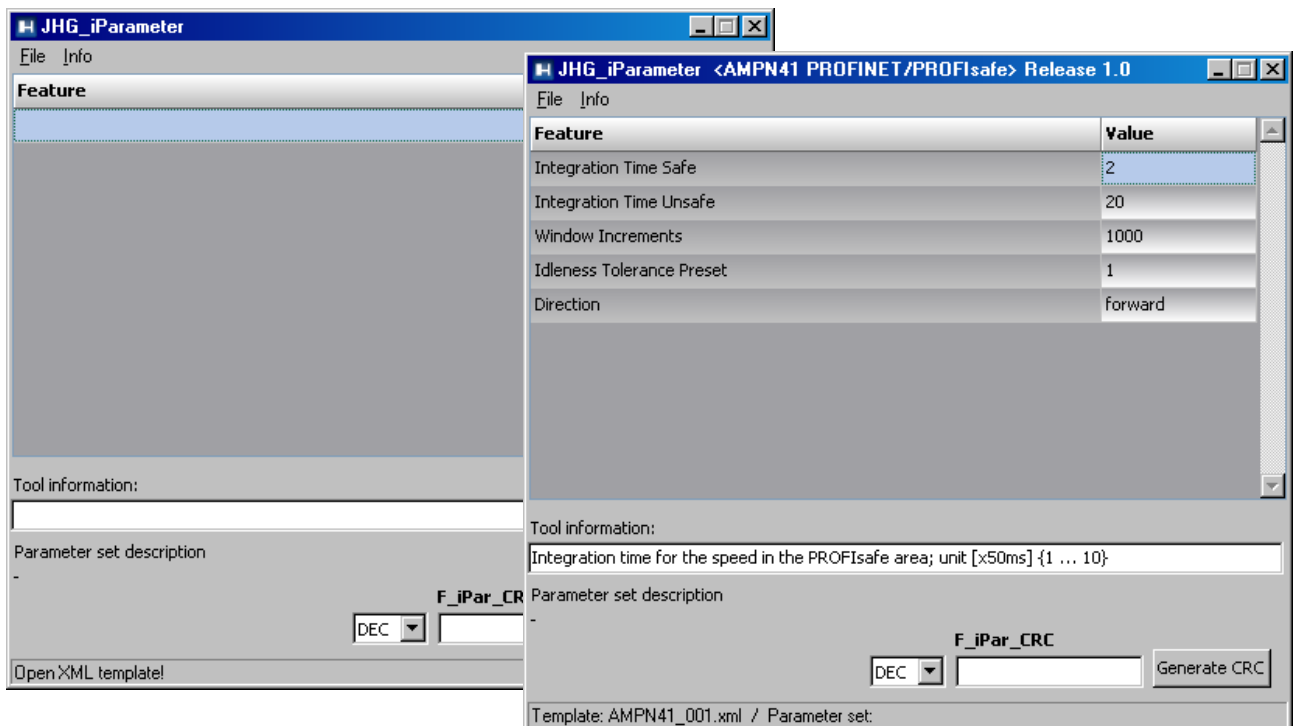 JHG_iParameter
File Info
Feature
Tool information:
Parameter set description
-
F_iPar_CR
DEC
Open XML template!
JHG_iParameter <AMPN41 PROFINET/PROFIsafe> Release 1.0
File Info
Feature Value
Integration Time Safe 2
Integration Time Unsafe 20
Window Increments 1000
Idleness Tolerance Preset 1
Direction forward
Tool information:
Integration time for the speed in the PROFIsafe area; unit [x50ms] {1 ... 10}
Parameter set description
-
F_iPar_CRC
DEC Generate CRC
Template: AMPN41_001.xml / Parameter set: